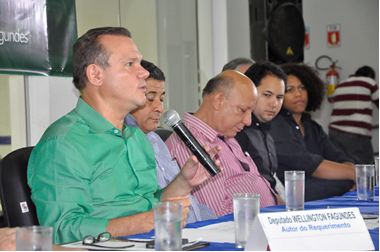 agundes
Deputado WELLINGTON FAGUNDES
Autor do Requerimento